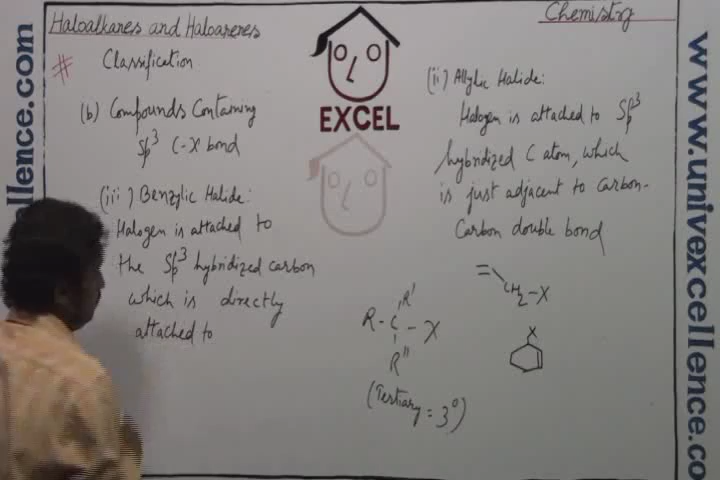 Haloalkanes and Haloarenes
Chemistry
# Classification
EXCEL
(b) Compounds Containing
Sp³ C-X bond
(iii) Benzylic Halide:
Halogen is attached to
the Sp³ hybridized carbon
which is directly
attached to
(ii) Allylic Halide:
Halogen is attached to Sp³
hybridized C atom, which
is just adjacent to carbon-
Carbon double bond
CH₂-X
X
R'
R-C-X
R"
(Tertiary = 3°)
ellence.com
www.univexcellence.com